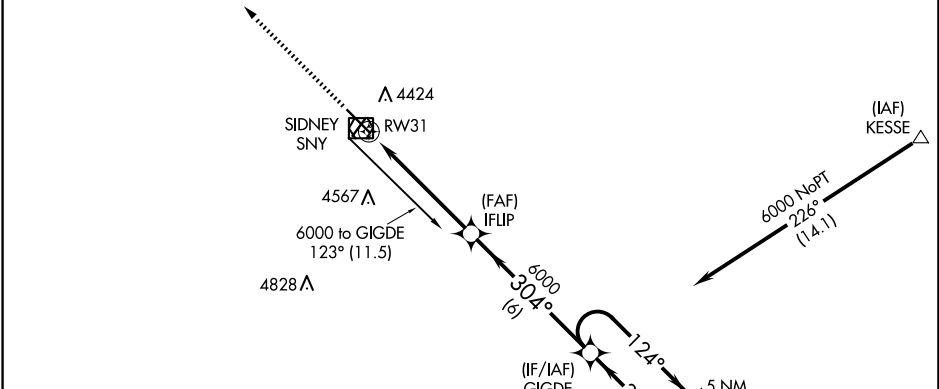 4424
SIDNEY
SNY
RW31
(IAF)
KESSE
4567
6000 to GIGDE
123° (11.5)
(FAF)
IFLIP
6000 NoPT
226°
(14.1)
4828
6000
304°
(6)
124°
(IF/IAF)
GIGDE
5 NM